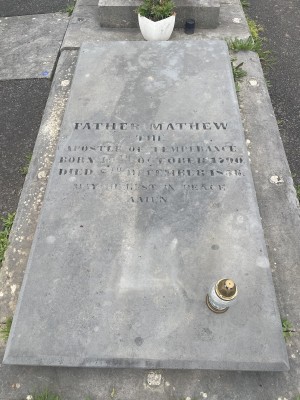 FATHER MATHEW
THE
APOSTLE OF TEMPERANCE
BORN 10TH OCTOBER 1790
DIED 8TH DECEMBER 1856
MAY HE REST IN PEACE
AMEN